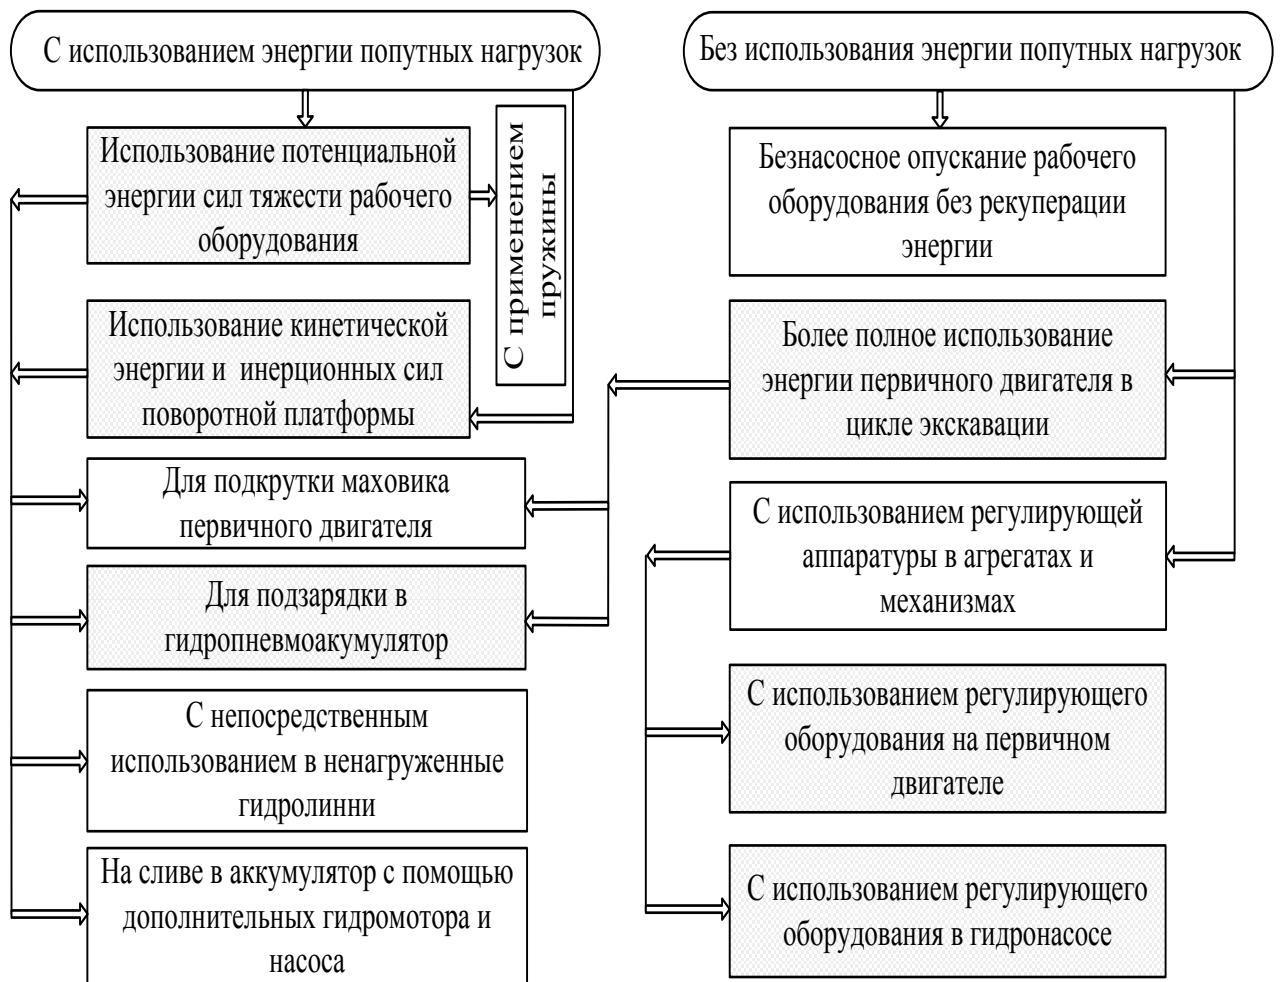 С использованием энергии попутных нагрузок
Использование потенциальной
энергии сил тяжести рабочего
оборудования
С применением
пружины
Использование кинетической
энергии и инерционных сил
поворотной платформы
Для подкрутки маховика
первичного двигателя
Для подзарядки в
гидропневмоакумулятор
С непосредственным
использованием в ненагруженные
гидролинни
На сливе в аккумулятор с помощью
дополнительных гидромотора и
насоса
Без использования энергии попутных нагрузок
Безнасосное опускание рабочего
оборудования без рекуперации
энергии
Более полное использование
энергии первичного двигателя в
цикле экскавации
С использованием регулирующей
аппаратуры в агрегатах и
механизмах
С использованием регулирующего
оборудования на первичном
двигателе
С использованием регулирующего
оборудования в гидронасосе